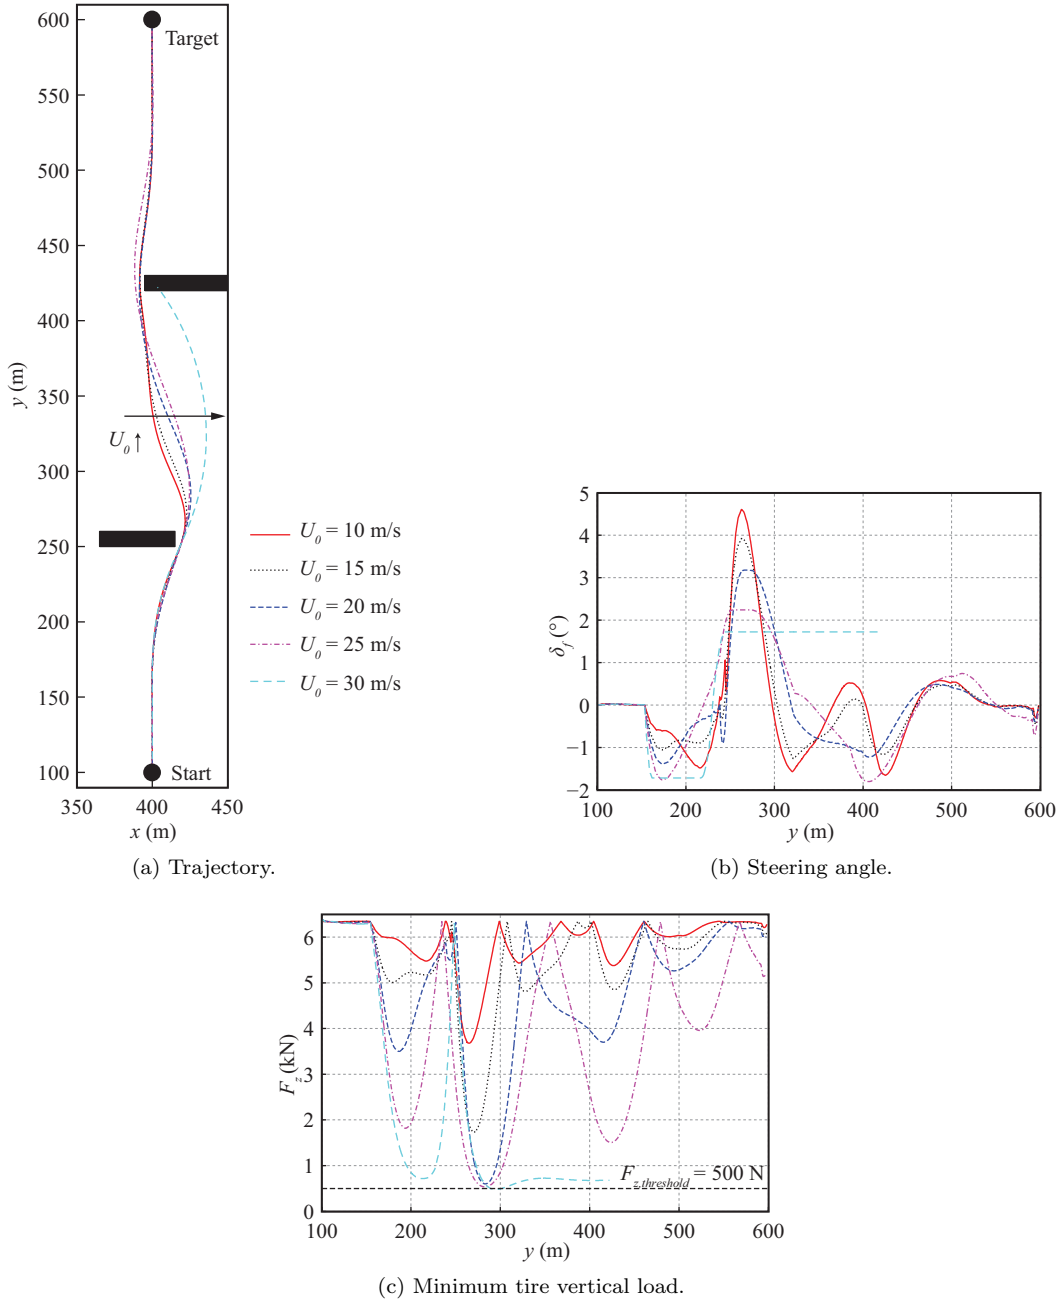 600
Target
550
500
450
400
y (m)
350
U₀ ↑
300
250
200
150
100
Start
350 400 450
x (m)
(a) Trajectory.
U₀ = 10 m/s
U₀ = 15 m/s
U₀ = 20 m/s
U₀ = 25 m/s
U₀ = 30 m/s
5
4
3
2
1
0
−1
−2
δ_f (°)
100 200 300 400 500 600
y (m)
(b) Steering angle.
6
5
4
3
2
1
0
F_z (kN)
F_z,threshold = 500 N
100 200 300 400 500 600
y (m)
(c) Minimum tire vertical load.